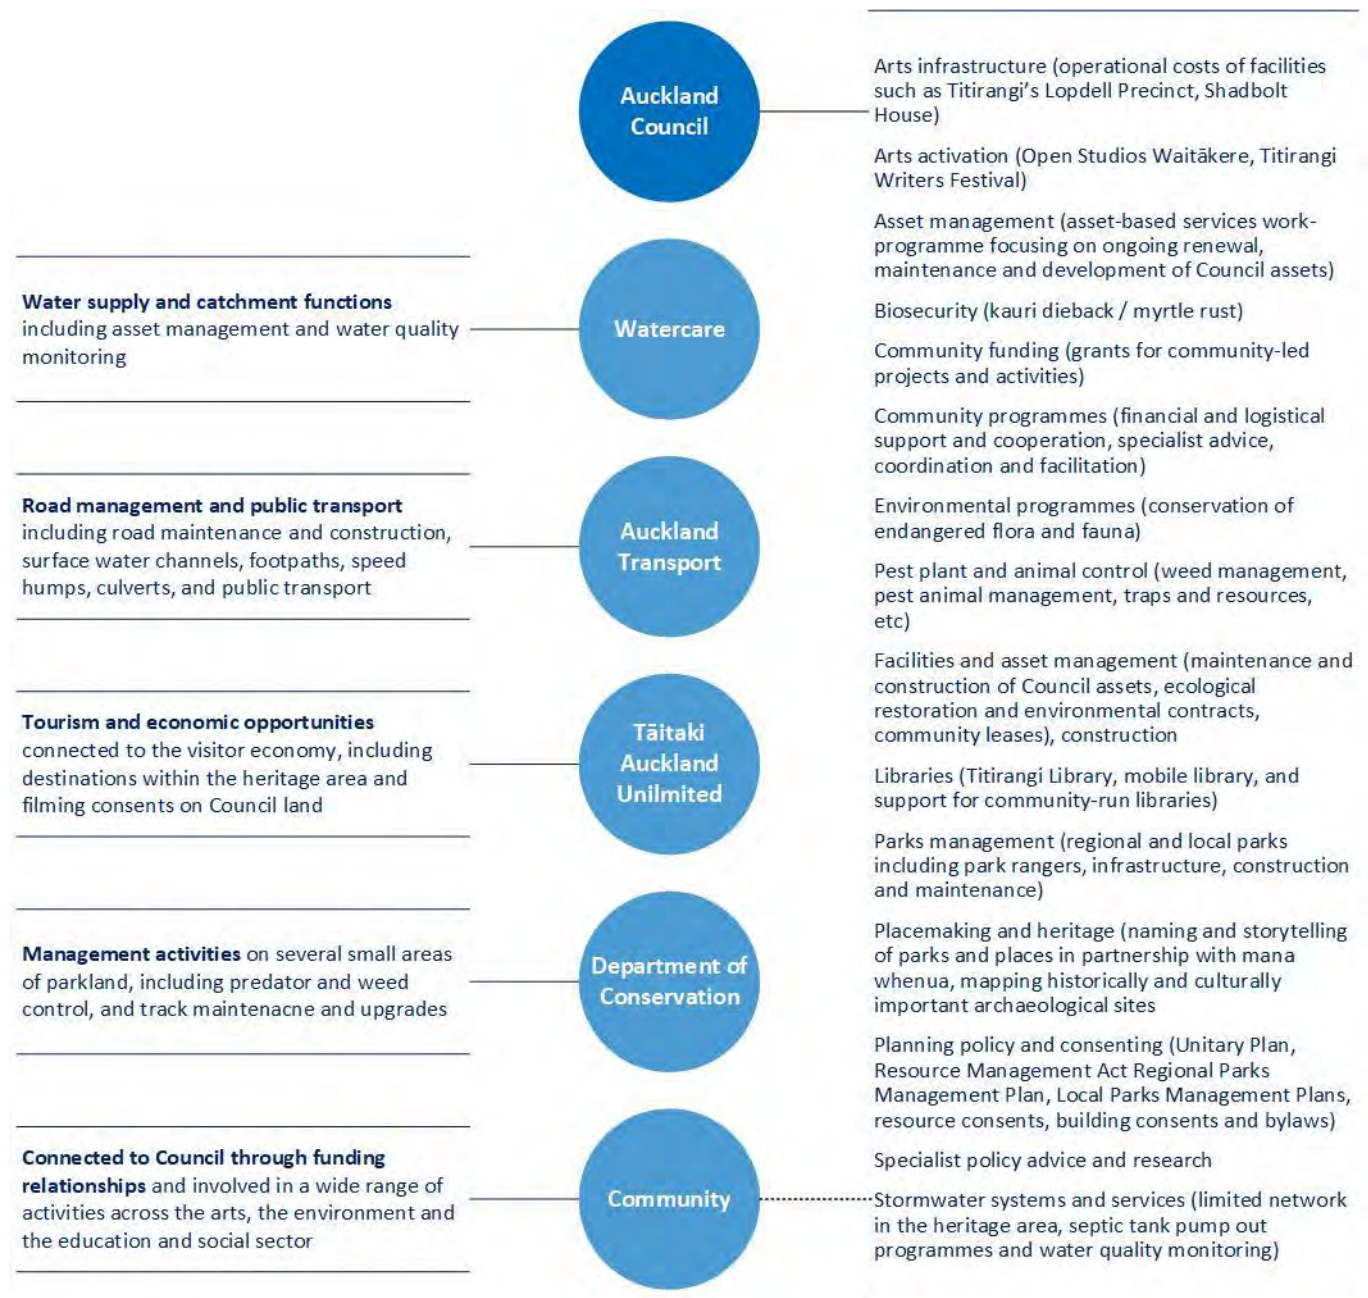 Auckland
Council
Arts infrastructure (operational costs of facilities
such as Titirangi's Lopdell Precinct, Shadbolt
House)
Arts activation (Open Studios Waitākere, Titirangi
Writers Festival)
Asset management (asset-based services work-
programme focusing on ongoing renewal,
maintenance and development of Council assets)
Biosecurity (kauri dieback / myrtle rust)
Community funding (grants for community-led
projects and activities)
Community programmes (financial and logistical
support and cooperation, specialist advice,
coordination and facilitation)
Environmental programmes (conservation of
endangered flora and fauna)
Pest plant and animal control (weed management,
pest animal management, traps and resources,
etc)
Facilities and asset management (maintenance and
construction of Council assets, ecological
restoration and environmental contracts,
community leases), construction
Libraries (Titirangi Library, mobile library, and
support for community-run libraries)
Parks management (regional and local parks
including park rangers, infrastructure, construction
and maintenance)
Placemaking and heritage (naming and storytelling
of parks and places in partnership with mana
whenua, mapping historically and culturally
important archaeological sites
Planning policy and consenting (Unitary Plan,
Resource Management Act Regional Parks
Management Plan, Local Parks Management Plans,
resource consents, building consents and bylaws)
Specialist policy advice and research
Stormwater systems and services (limited network
in the heritage area, septic tank pump out
programmes and water quality monitoring)
Water supply and catchment functions
including asset management and water quality
monitoring
Watercare
Road management and public transport
including road maintenance and construction,
surface water channels, footpaths, speed
humps, culverts, and public transport
Auckland
Transport
Tourism and economic opportunities
connected to the visitor economy, including
destinations within the heritage area and
filming consents on Council land
Tāitaki
Auckland
Unilmited
Management activities on several small areas
of parkland, including predator and weed
control, and track maintenacne and upgrades
Department of
Conservation
Connected to Council through funding
relationships and involved in a wide range of
activities across the arts, the environment and
the education and social sector
Community